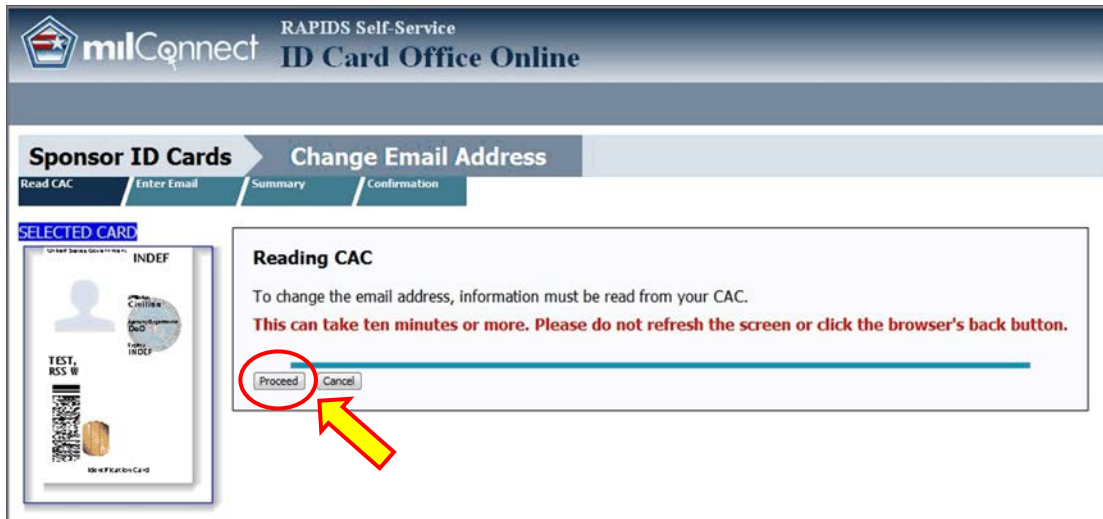 milConnect
RAPIDS Self-Service
ID Card Office Online
Sponsor ID Cards
Change Email Address
Read CAC
Enter Email
Summary
Confirmation
SELECTED CARD
United States Government
INDEF
Civilian
DoD
INDEF
TEST,
RSS W
Identification Card
Reading CAC
To change the email address, information must be read from your CAC.
This can take ten minutes or more. Please do not refresh the screen or click the browser's back button.
Proceed
Cancel